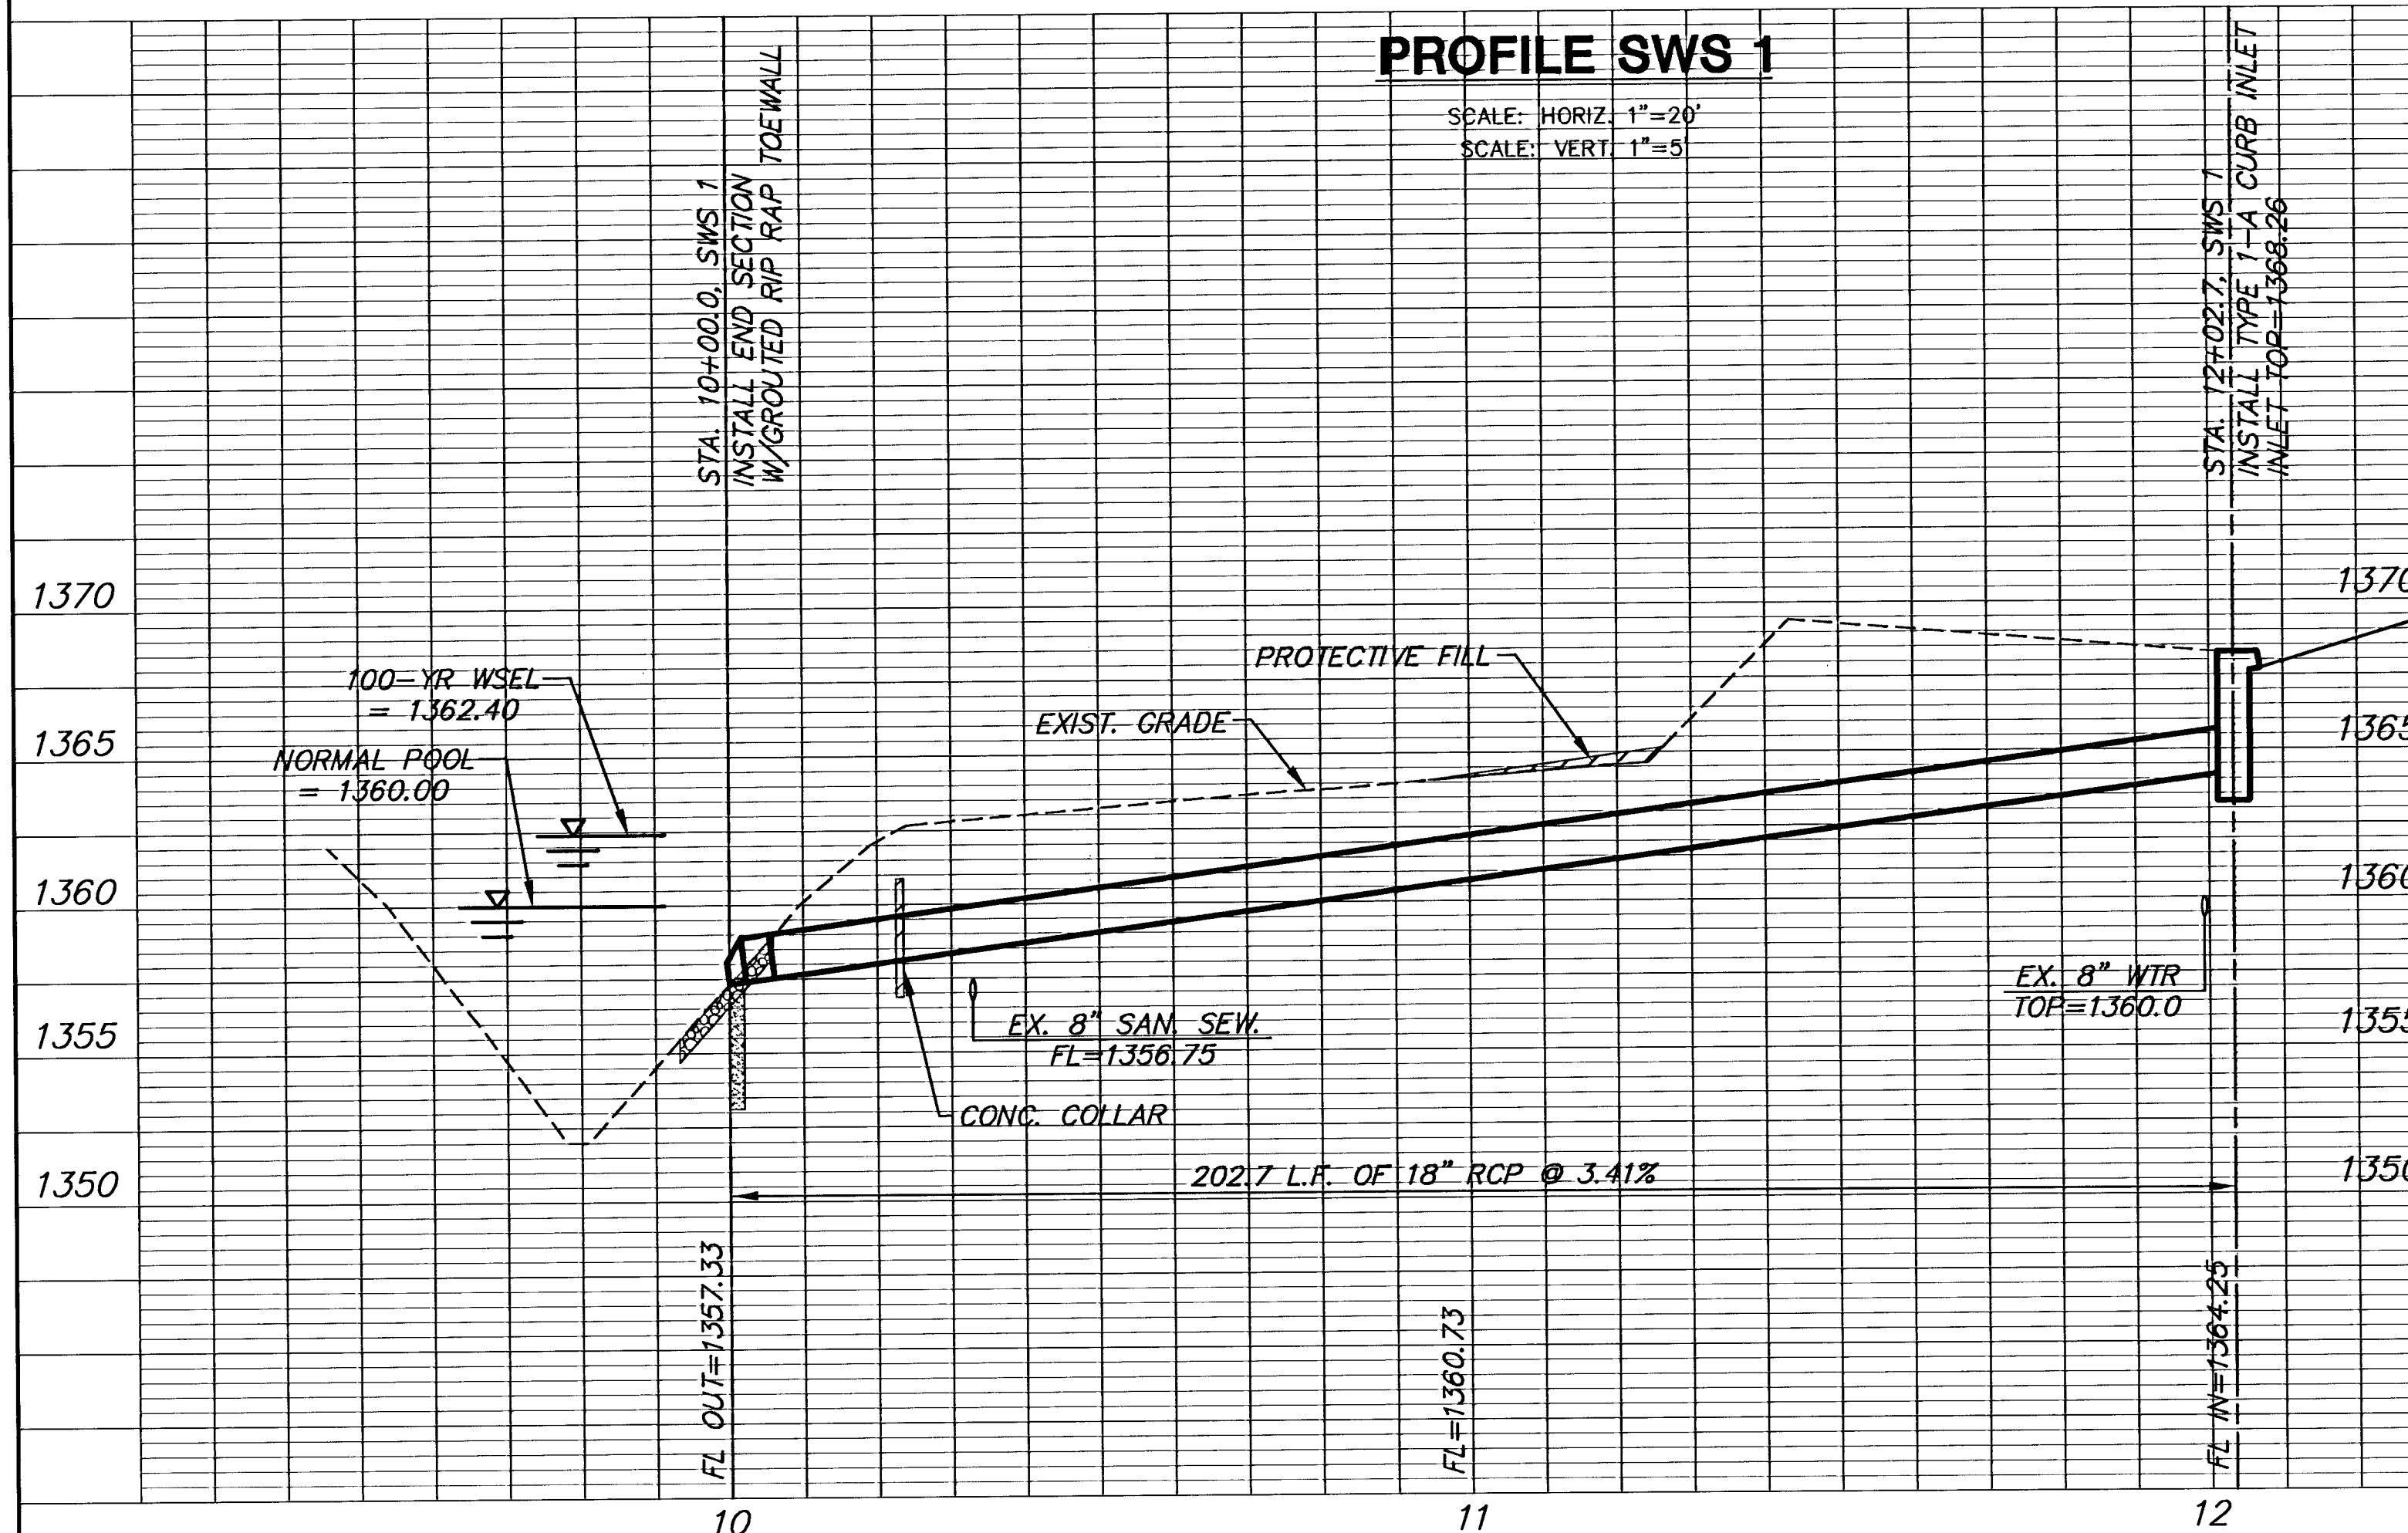 PROFILE SWS 1
SCALE: HORIZ. 1"=20'
SCALE: VERT. 1"=5'
STA. 10+00.0, SWS 1
INSTALL END SECTION
W/GROUTED RIP RAP TOEWALL
STA. 12+02.7, SWS 1
INSTALL TYPE 1-A CURB INLET
INLET TOP=1368.26
1370
1370
PROTECTIVE FILL
100-YR WSEL
= 1362.40
EXIST. GRADE
1365
1365
NORMAL POOL
= 1360.00
1360
1360
EX. 8" WTR
TOP=1360.0
EX. 8" SAN. SEW.
FL=1356.75
1355
1355
CONC. COLLAR
202.7 L.F. OF 18" RCP @ 3.41%
1350
1350
FL OUT=1357.33
FL=1360.73
FL IN=1364.25
10
11
12